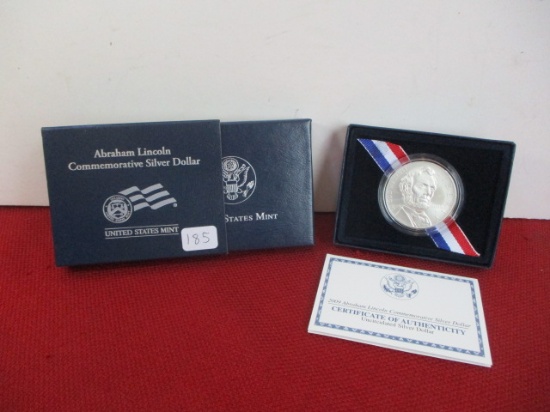 Abraham Lincoln
Commemorative Silver Dollar
UNITED STATES MINT
185
STATES MINT
2009 Abraham Lincoln Commemorative Silver Dollar
CERTIFICATE OF AUTHENTICITY
Uncirculated Silver Dollar